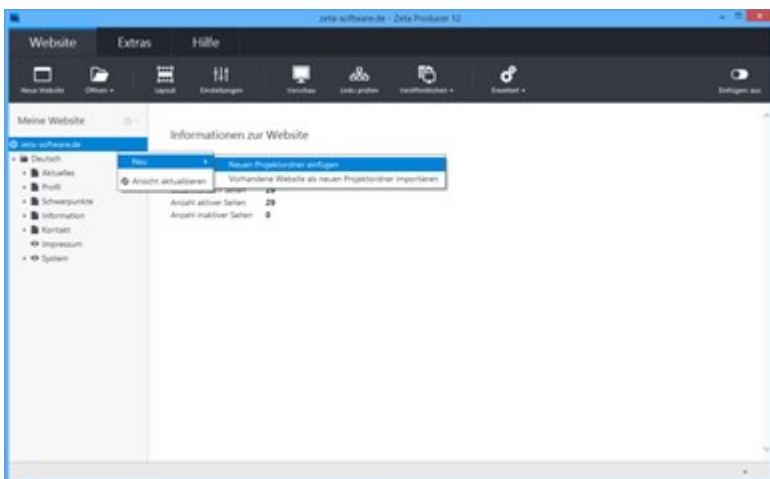 zeta-software.de - Zeta Producer 12
Website Extras Hilfe
Neue Website Öffnen Layout Einstellungen Vorschau Links prüfen Veröffentlichen Erweitert Einfügen aus
Meine Website
Informationen zur Website
zeta-software.de
Deutsch
Neu
Neuen Projektordner einfügen
Aktuelles
Ansicht aktualisieren
Vorhandene Website als neuen Projektordner importieren
Profil
Seiten 29
Schwerpunkte
Anzahl aktiver Seiten 29
Information
Anzahl inaktiver Seiten 0
Kontakt
Impressum
System